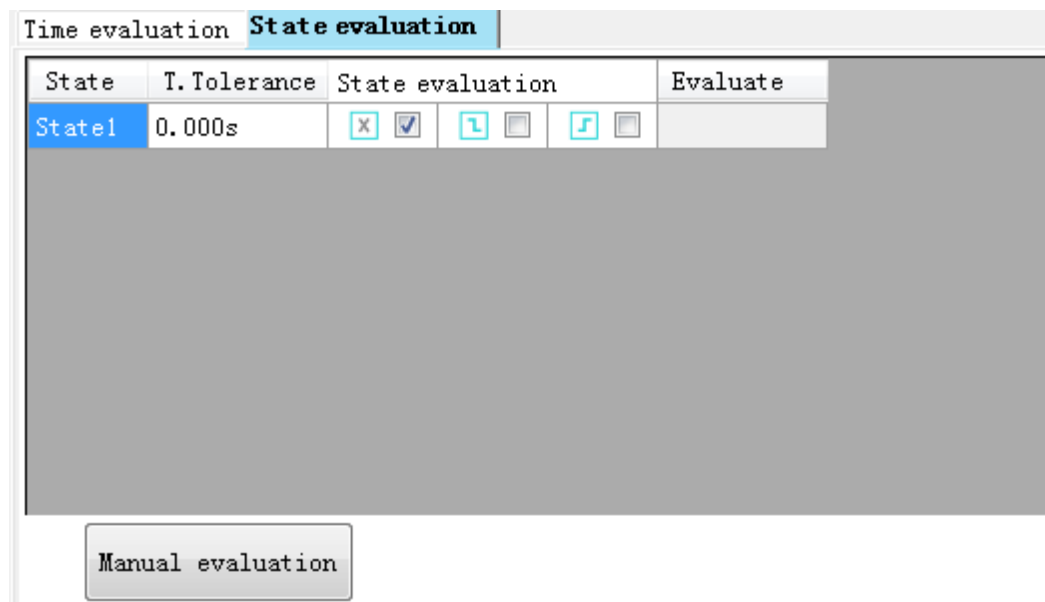 Time evaluation State evaluation
State T.Tolerance State evaluation Evaluate
State1 0.000s X
Manual evaluation